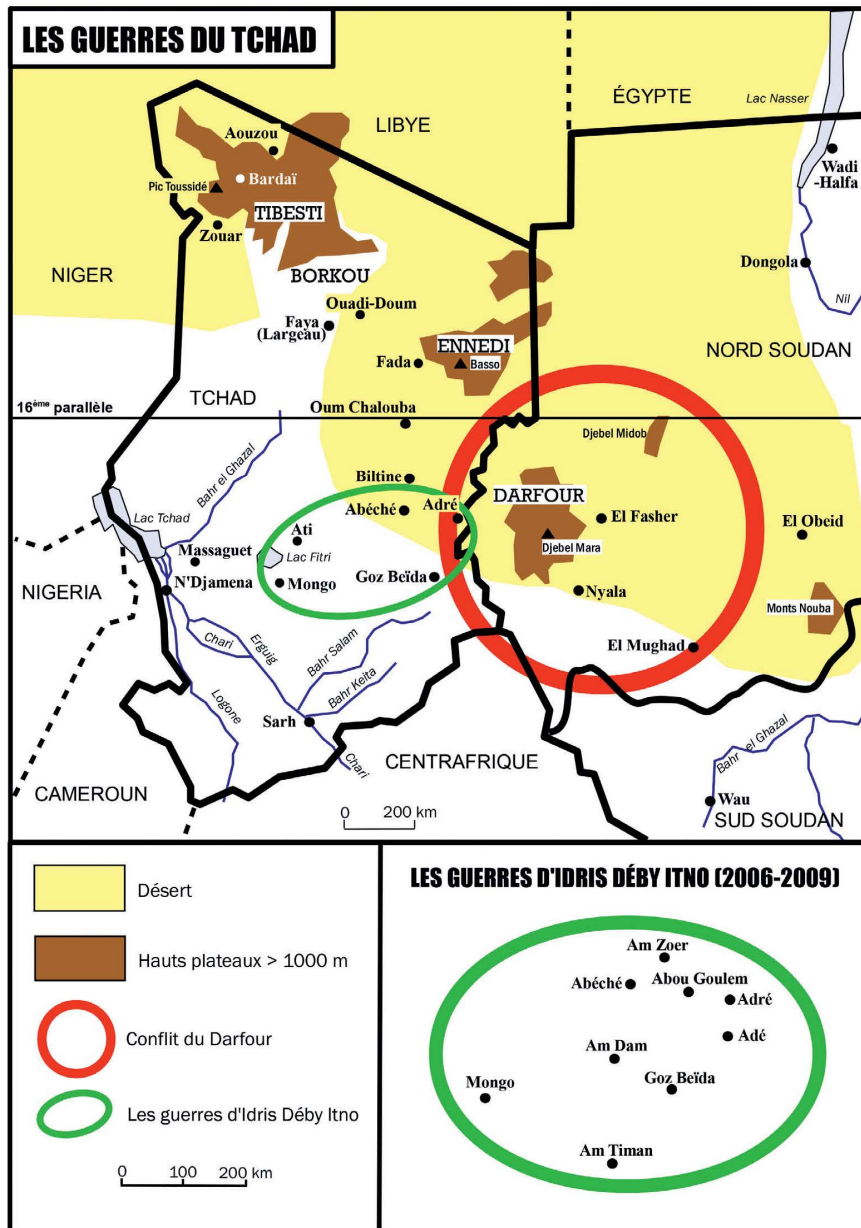 LES GUERRES DU TCHAD
ÉGYPTE
Lac Nasser
LIBYE
Aouzou
Wadi
-Halfa
Bardaï
Pic Toussidé
TIBESTI
Zouar
Dongola
NIGER
BORKOU
Nil
Ouadi-Doum
Faya
(Largeau)
ENNEDI
NORD SOUDAN
Fada
Basso
TCHAD
16ème parallèle
Oum Chalouba
Djebel Midob
Bahr el Ghazal
Biltine
DARFOUR
Lac Tchad
Abéché
Adré
El Fasher
El Obeid
Ati
Djebel Mara
Massaguet
Lac Fitri
NIGERIA
N'Djamena
Mongo
Goz Beïda
Nyala
Monts Nouba
Chari
Erguig
Bahr Salam
El Mughad
Bahr Keita
Logone
Sarh
Chari
CENTRAFRIQUE
Bahr el Ghazal
CAMEROUN
Wau
0 200 km
SUD SOUDAN
Désert
Hauts plateaux > 1000 m
Conflit du Darfour
Les guerres d'Idris Déby Itno
0 100 200 km
LES GUERRES D'IDRIS DÉBY ITNO (2006-2009)
Am Zoer
Abéché
Abou Goulem
Adré
Adé
Am Dam
Goz Beïda
Mongo
Am Timan